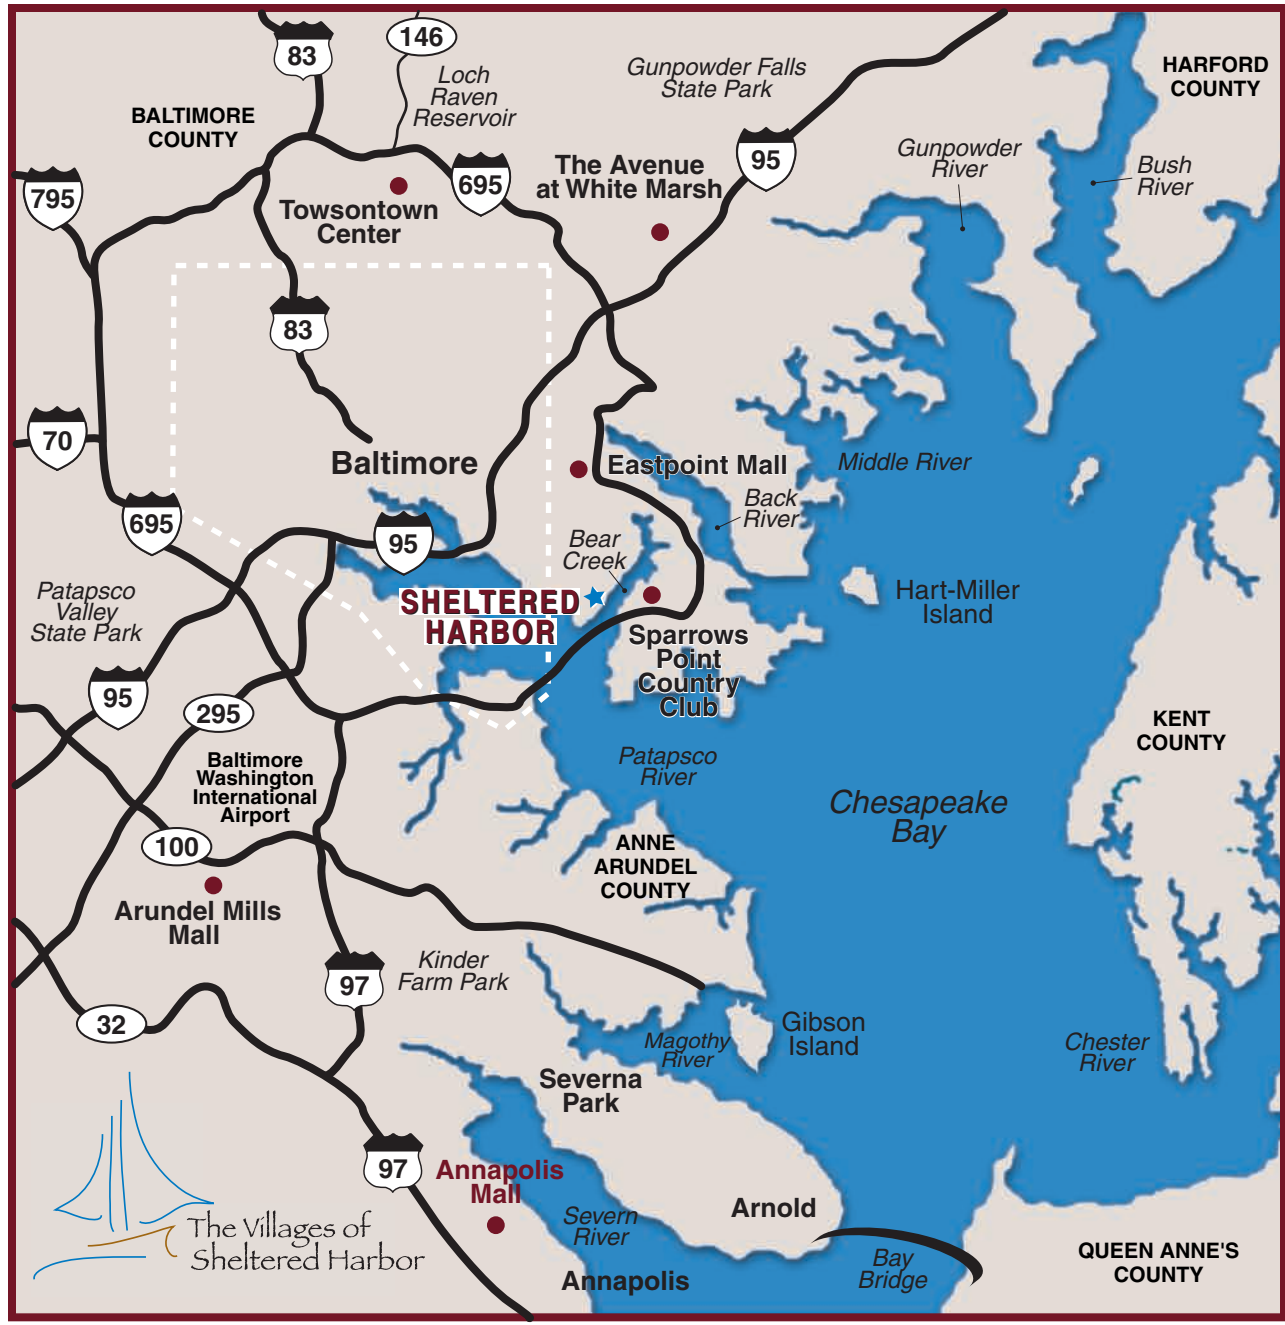 83
146
Loch
Raven
Reservoir
Gunpowder Falls
State Park
HARFORD
COUNTY
BALTIMORE
COUNTY
795
Towsontown
Center
695
The Avenue
at White Marsh
95
Gunpowder
River
Bush
River
83
70
Baltimore
Eastpoint Mall
Middle River
Back
River
695
95
Bear
Creek
Patapsco
Valley
State Park
SHELTERED
HARBOR
Hart-Miller
Island
Sparrows
Point
Country
Club
95
295
KENT
COUNTY
Baltimore
Washington
International
Airport
Patapsco
River
Chesapeake
Bay
100
ANNE
ARUNDEL
COUNTY
Arundel Mills
Mall
Kinder
Farm Park
97
32
Magothy
River
Gibson
Island
Chester
River
Severna
Park
97
Annapolis
Mall
Severn
River
Arnold
The Villages of
Sheltered Harbor
Annapolis
Bay
Bridge
QUEEN ANNE'S
COUNTY